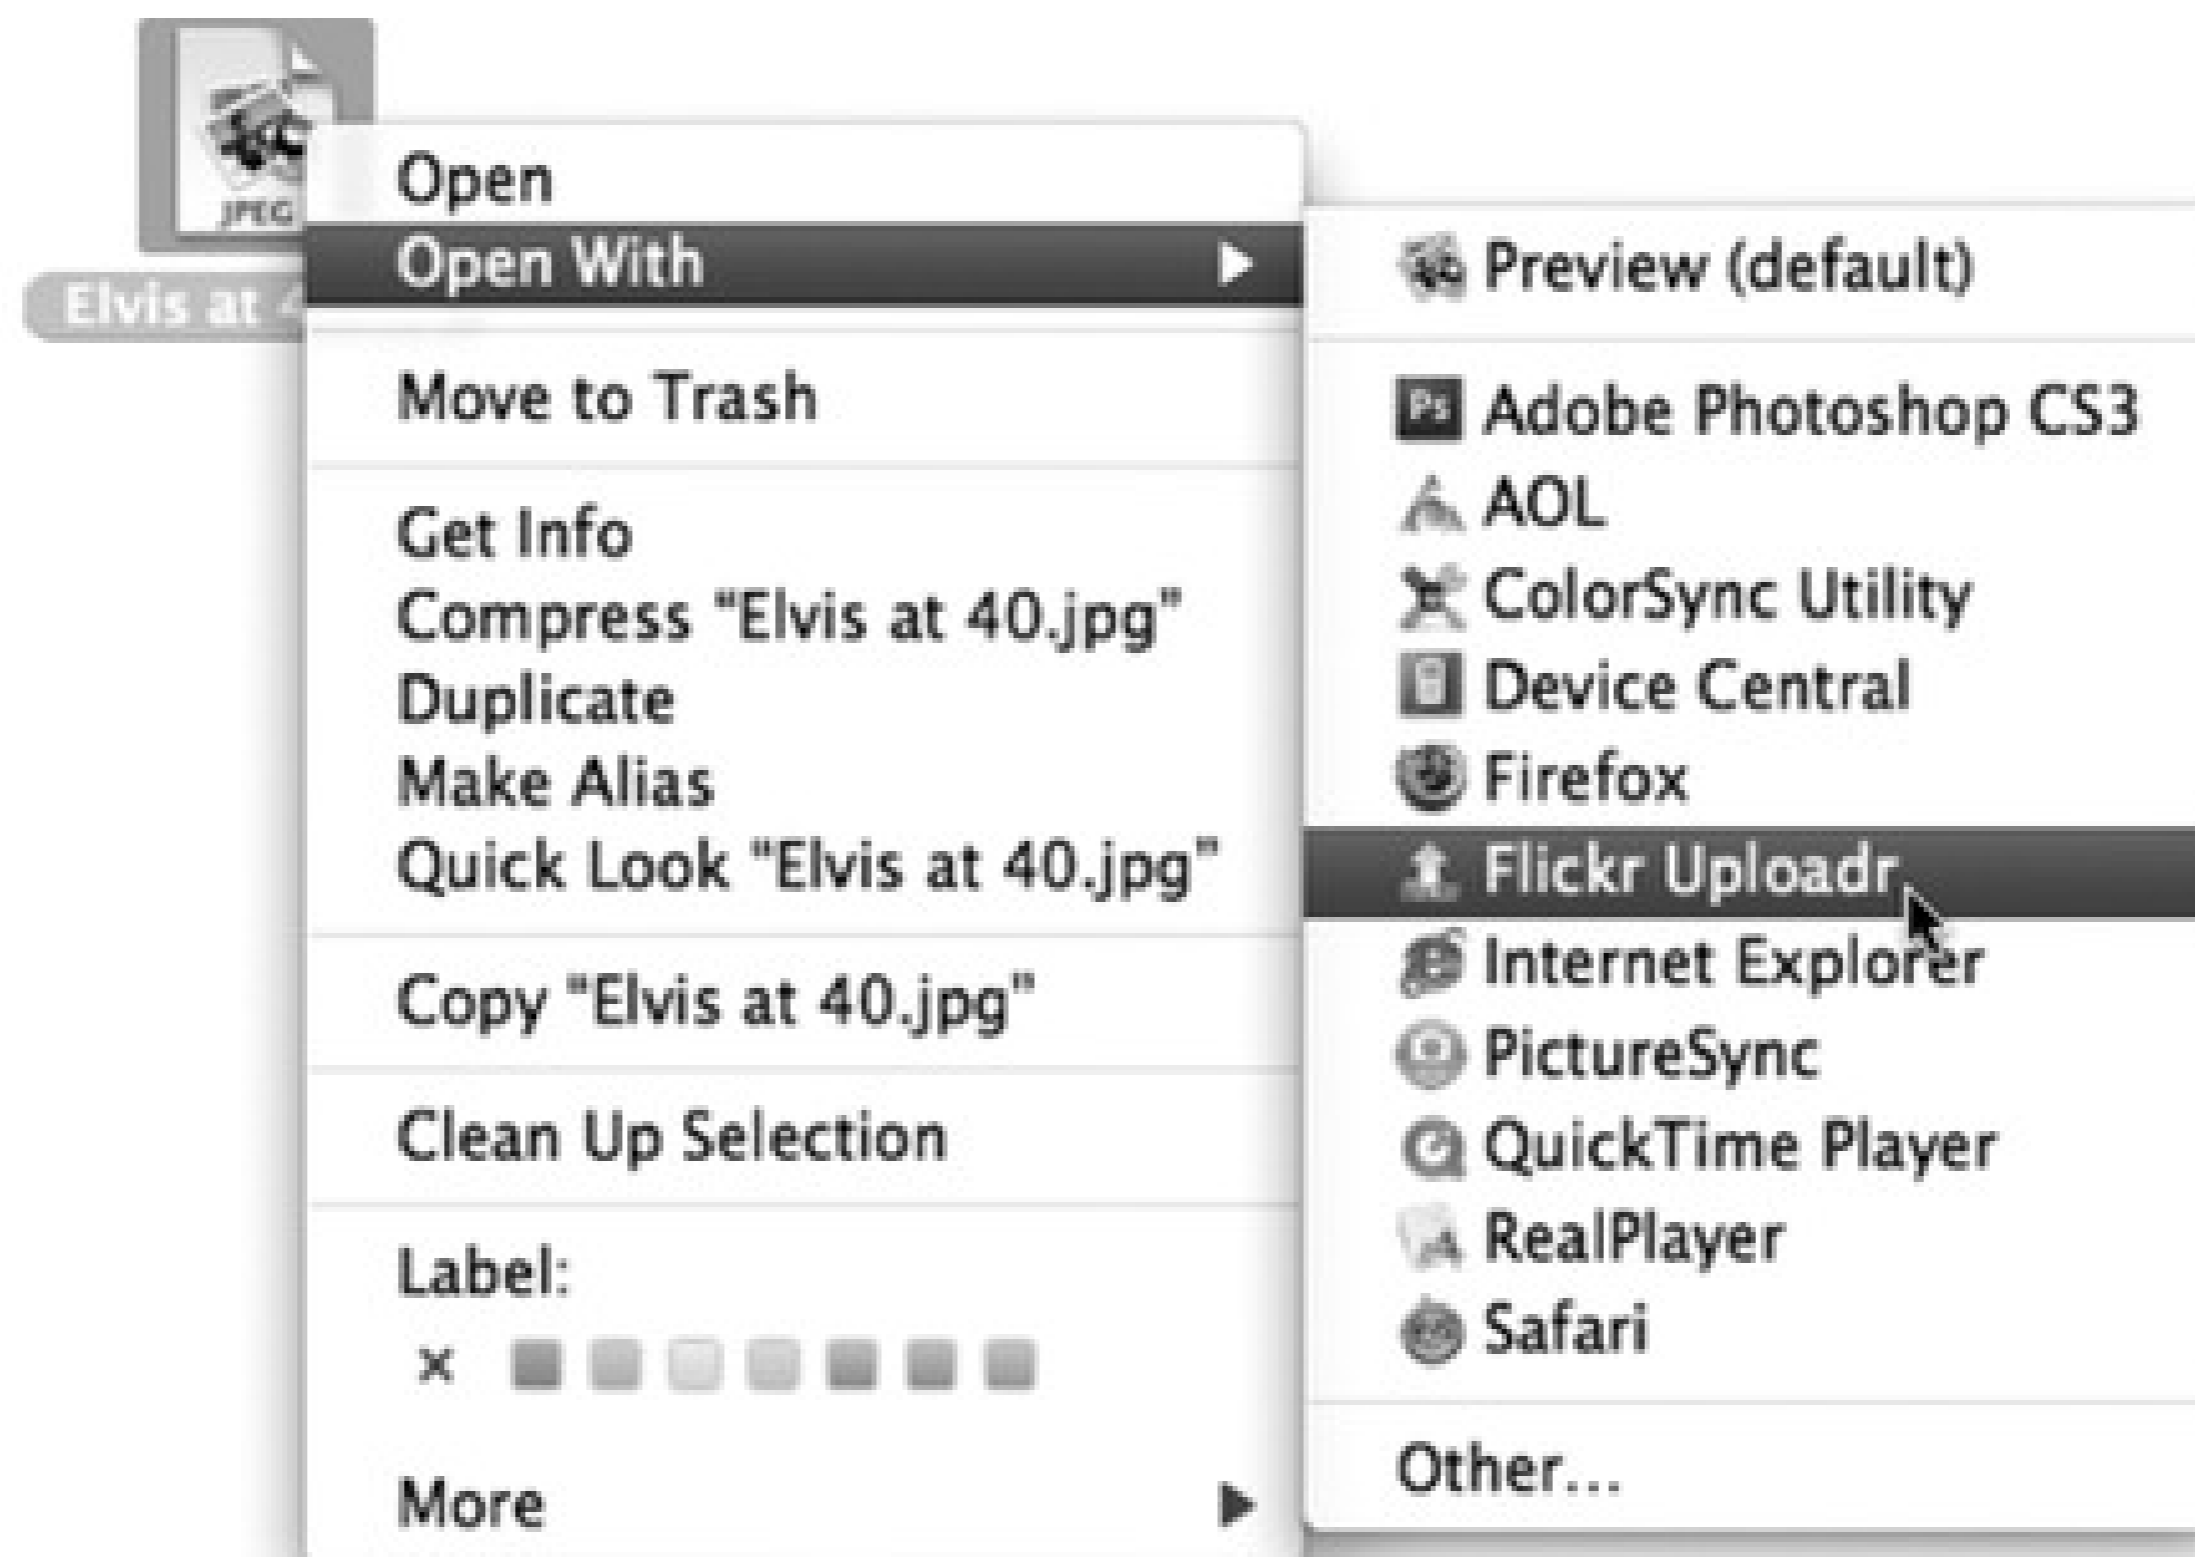 JPEG
Elvis at 4
Open
Open With
Move to Trash
Get Info
Compress "Elvis at 40.jpg"
Duplicate
Make Alias
Quick Look "Elvis at 40.jpg"
Copy "Elvis at 40.jpg"
Clean Up Selection
Label:
x
More
Preview (default)
Ps Adobe Photoshop CS3
AOL
ColorSync Utility
Device Central
Firefox
Flickr Uploadr
Internet Explorer
PictureSync
QuickTime Player
RealPlayer
Safari
Other...